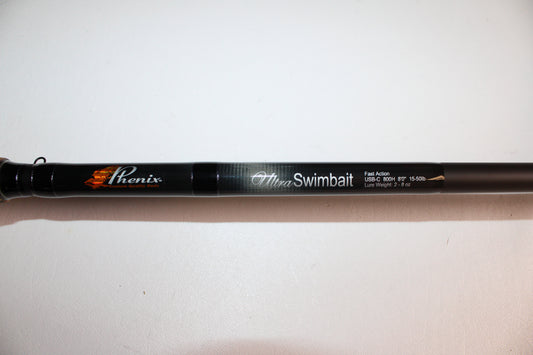 Phenix
Ultra Swimbait
Fast Action
USB-C 800H 8'0" 15-50lb
Lure Weight 2 - 8 oz